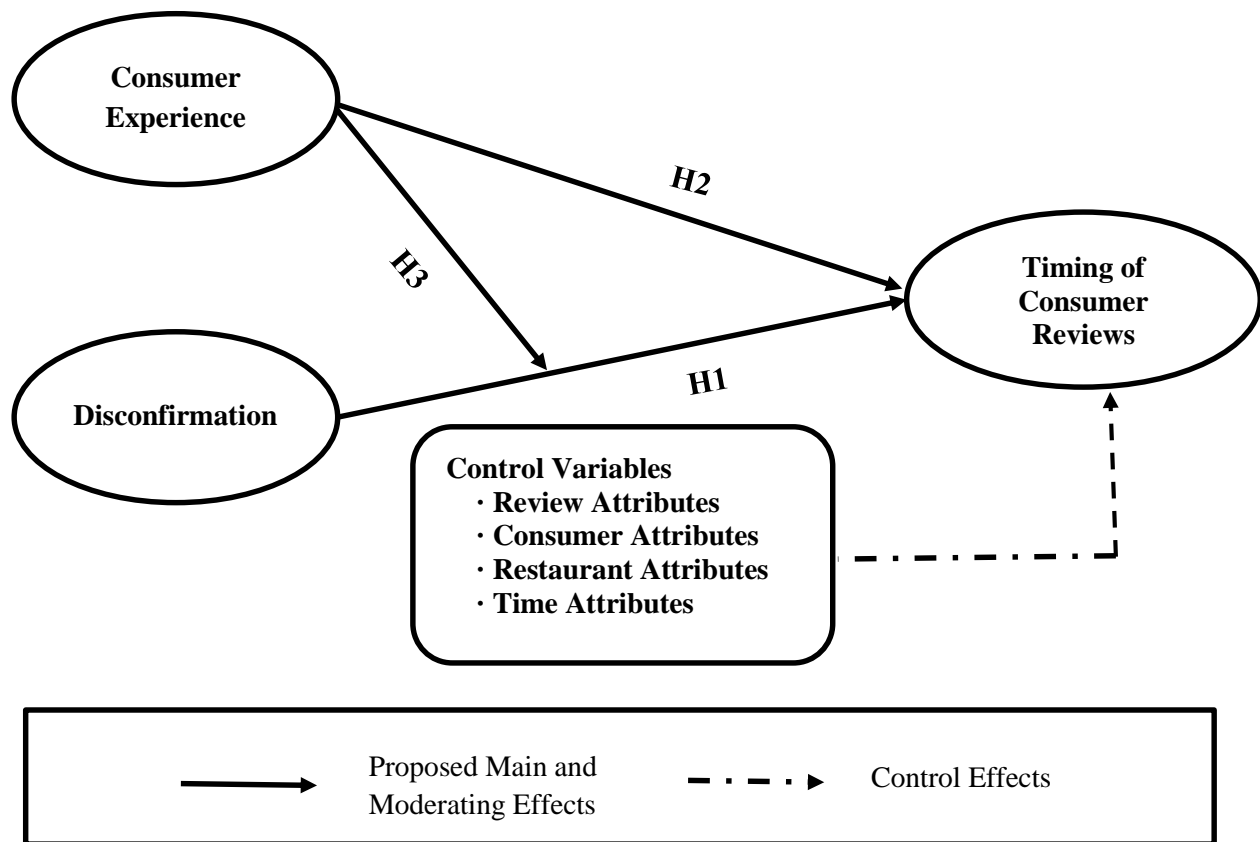 Consumer
Experience
H2
H3
Timing of
Consumer
Reviews
Disconfirmation
H1
Control Variables
· Review Attributes
· Consumer Attributes
· Restaurant Attributes
· Time Attributes
Proposed Main and
Moderating Effects
Control Effects